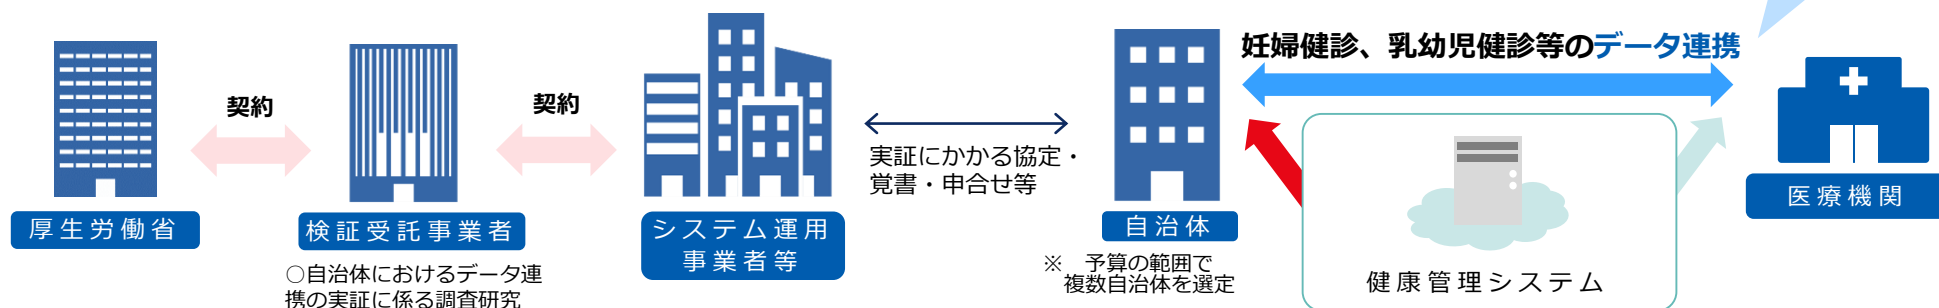 妊婦健診、乳幼児健診等のデータ連携
契約
契約
実証にかかる協定・
覚書・申合せ等
厚生労働省
検証受託事業者
システム運用
事業者等
自治体
医療機関
○自治体におけるデータ連
携の実証に係る調査研究
※　予算の範囲で
複数自治体を選定
健康管理システム